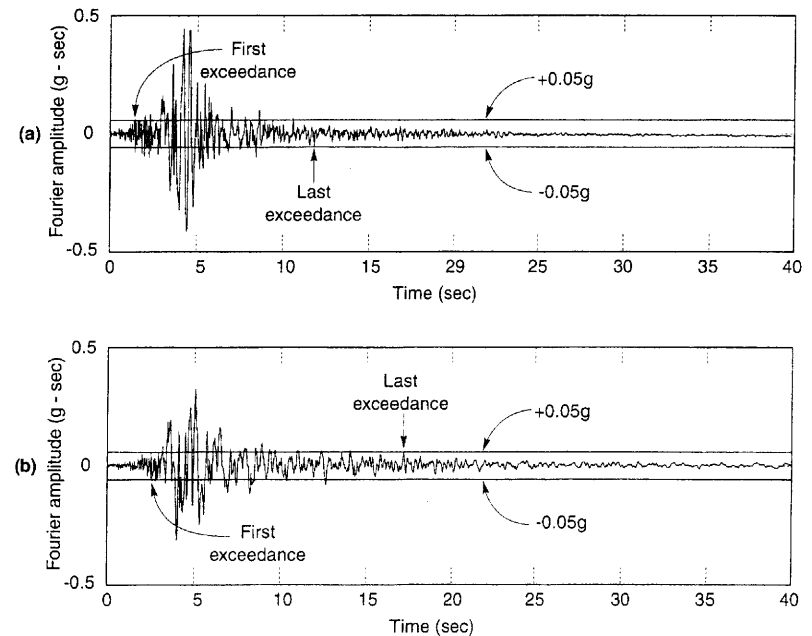 0.5
First
exceedance
+0.05g
(a)
0
Fourier amplitude (g - sec)
Last
exceedance
-0.05g
-0.5
0 5 10 15 29 25 30 35 40
Time (sec)
0.5
Last
exceedance
+0.05g
(b)
0
Fourier amplitude (g - sec)
First
exceedance
-0.05g
-0.5
0 5 10 15 29 25 30 35 40
Time (sec)